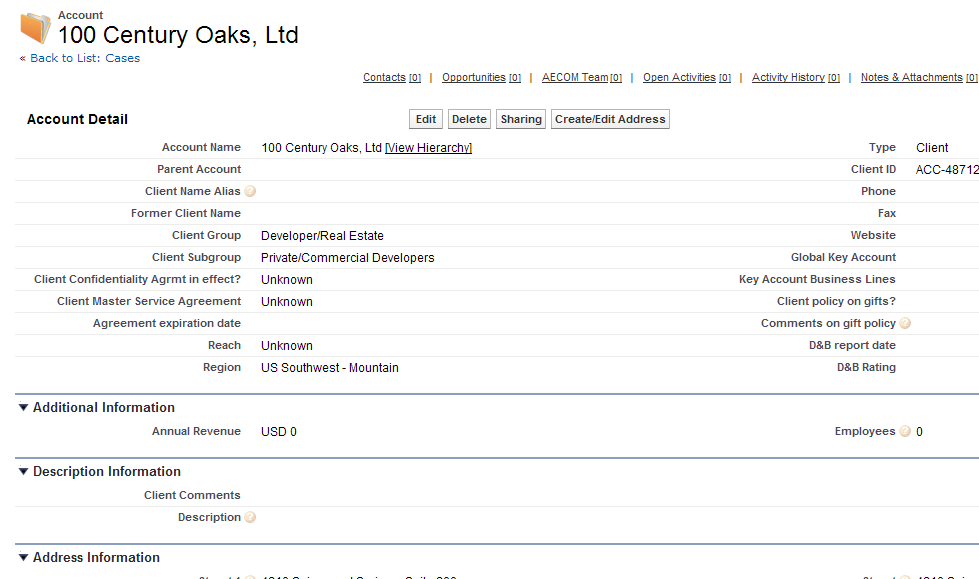 Account
100 Century Oaks, Ltd
« Back to List: Cases
Contacts [0] | Opportunities [0] | AECOM Team [0] | Open Activities [0] | Activity History [0] | Notes & Attachments [0]
Account Detail Edit Delete Sharing Create/Edit Address
Account Name 100 Century Oaks, Ltd [View Hierarchy] Type Client
Parent Account Client ID ACC-48712
Client Name Alias ? Phone
Former Client Name Fax
Client Group Developer/Real Estate Website
Client Subgroup Private/Commercial Developers Global Key Account
Client Confidentiality Agrmt in effect? Unknown Key Account Business Lines
Client Master Service Agreement Unknown Client policy on gifts?
Agreement expiration date Comments on gift policy ?
Reach Unknown D&B report date
Region US Southwest - Mountain D&B Rating
Additional Information
Annual Revenue USD 0 Employees ? 0
Description Information
Client Comments
Description ?
Address Information